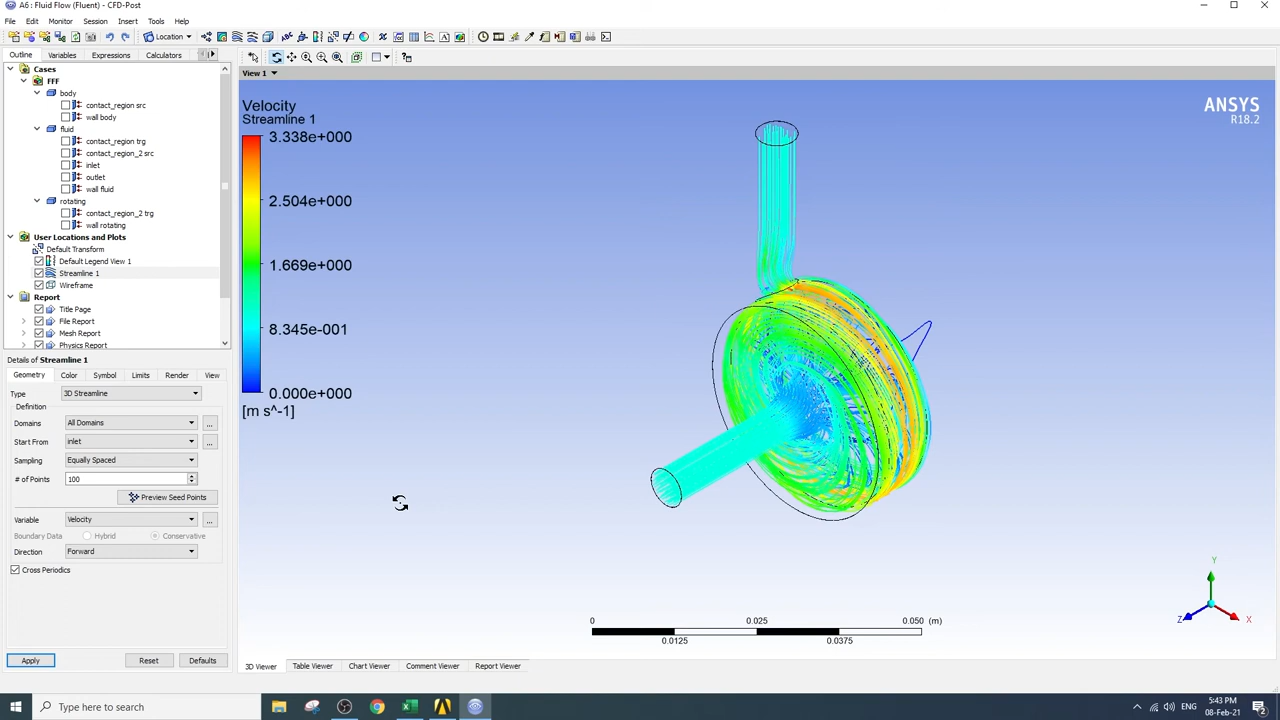 A6 : Fluid Flow (Fluent) - CFD-Post
File Edit Monitor Session Insert Tools Help
Location
Outline Variables Expressions Calculators
View 1
Cases
FFF
body
contact_region src
wall body
fluid
contact_region trg
contact_region_2 src
inlet
outlet
wall fluid
rotating
contact_region_2 trg
wall rotating
User Locations and Plots
Default Transform
Default Legend View 1
Streamline 1
Wireframe
Report
Title Page
File Report
Mesh Report
Physics Report
Details of Streamline 1
Geometry Color Symbol Limits Render View
Type 3D Streamline
Definition
Domains All Domains ...
Start From inlet ...
Sampling Equally Spaced
# of Points 100
Preview Seed Points
Variable Velocity ...
Boundary Data Hybrid Conservative
Direction Forward
Cross Periodics
Apply Reset Defaults
Velocity
Streamline 1
3.338e+000
2.504e+000
1.669e+000
8.345e-001
0.000e+000
[m s^-1]
ANSYS
R18.2
Y
Z X
0 0.025 0.050 (m)
0.0125 0.0375
3D Viewer Table Viewer Chart Viewer Comment Viewer Report Viewer
Type here to search
ENG
5:43 PM
08-Feb-21
2